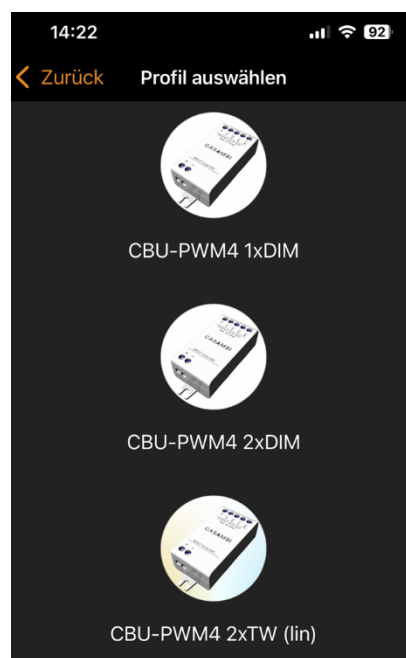 14:22
92
Zurück
Profil auswählen
CASAMBI
CBU-PWM4 1xDIM
CASAMBI
CBU-PWM4 2xDIM
CASAMBI
CBU-PWM4 2xTW (lin)